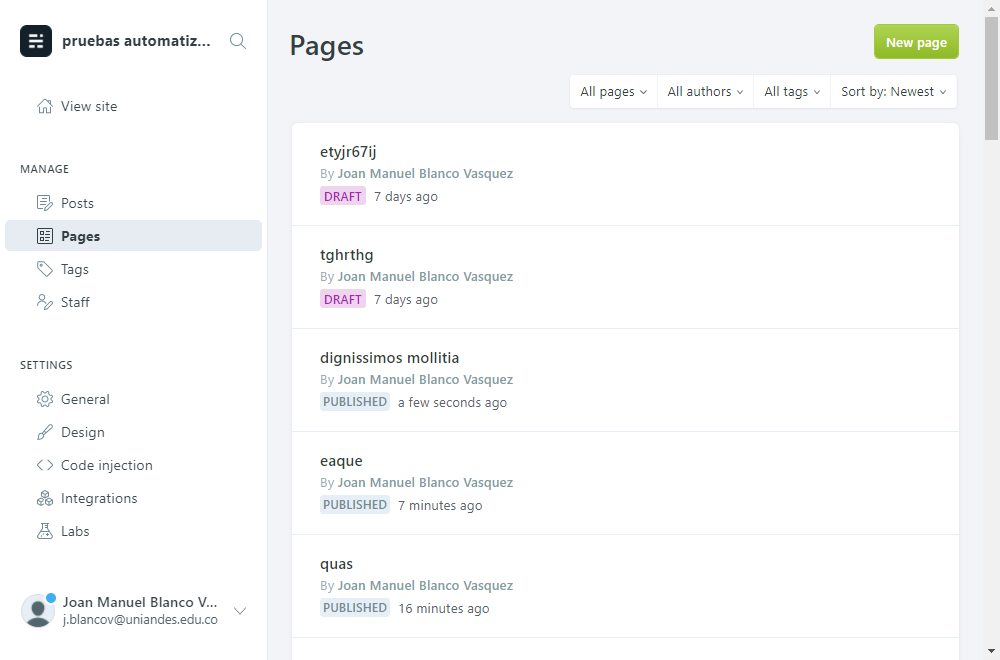 pruebas automatiz...
View site
MANAGE
Posts
Pages
Tags
Staff
SETTINGS
General
Design
Code injection
Integrations
Labs
Joan Manuel Blanco V...
j.blancov@uniandes.edu.co
Pages
New page
All pages
All authors
All tags
Sort by: Newest
etyjr67ij
By Joan Manuel Blanco Vasquez
DRAFT 7 days ago
tghrthg
By Joan Manuel Blanco Vasquez
DRAFT 7 days ago
dignissimos mollitia
By Joan Manuel Blanco Vasquez
PUBLISHED a few seconds ago
eaque
By Joan Manuel Blanco Vasquez
PUBLISHED 7 minutes ago
quas
By Joan Manuel Blanco Vasquez
PUBLISHED 16 minutes ago